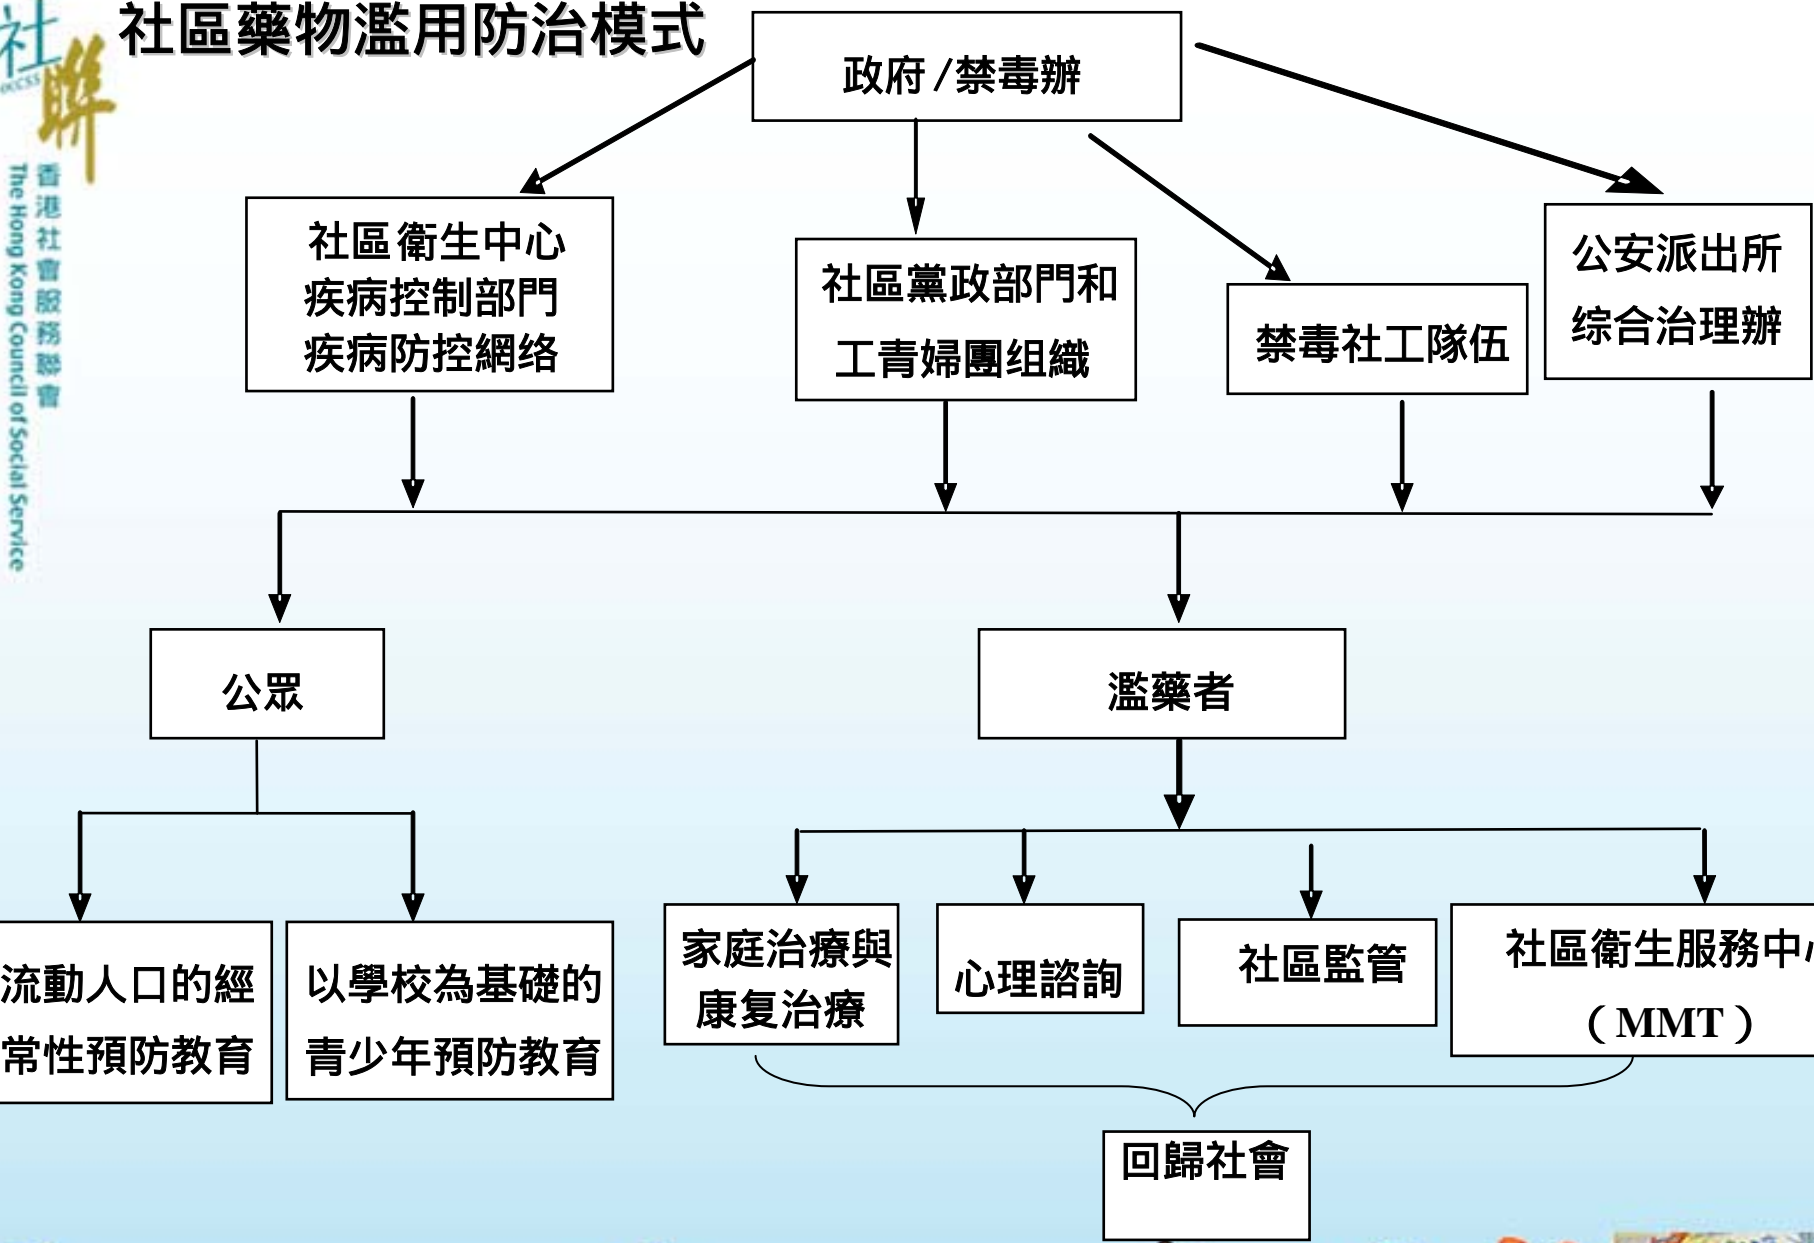 社區藥物濫用防治模式
社聯
HKCSS
香港社會服務聯會
The Hong Kong Council of Social Service
政府/禁毒辦
社區衛生中心
疾病控制部門
疾病防控網络
社區黨政部門和
工青婦團组織
禁毒社工隊伍
公安派出所
综合治理辦
公眾
濫藥者
流動人口的經
常性預防教育
以學校為基礎的
青少年預防教育
家庭治療與
康复治療
心理諮詢
社區監管
社區衛生服務中心
（MMT）
回歸社會